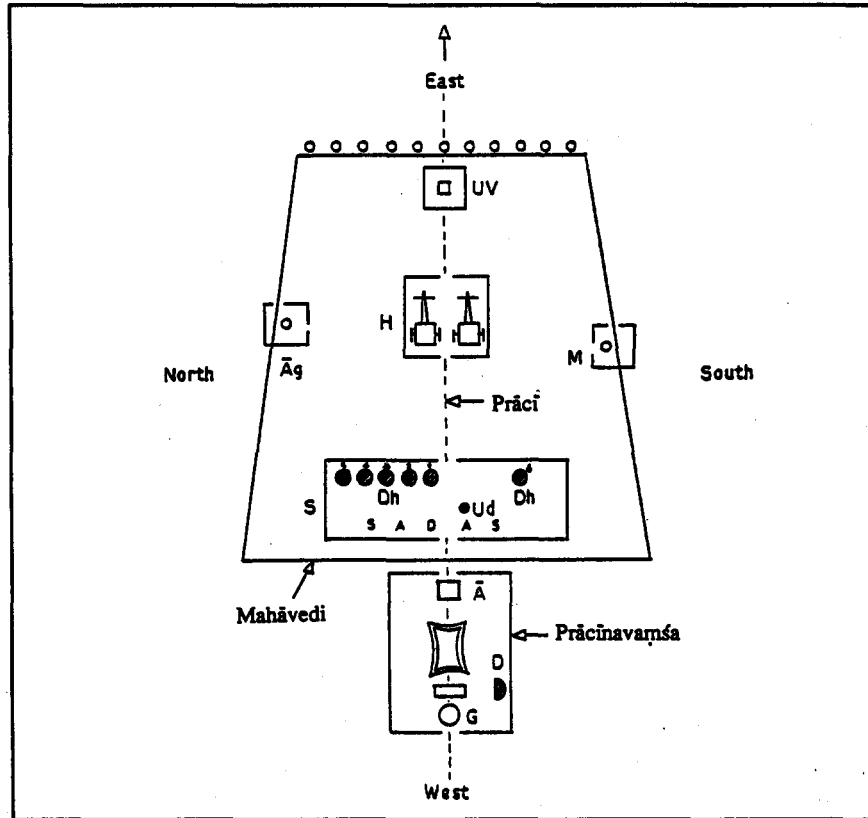 East
UV
H
Āg
M
North
South
Prācī
Dh
Dh
S
Ud
S A D A S
Mahāvedi
Ā
Prācīnavaṃśa
D
G
West